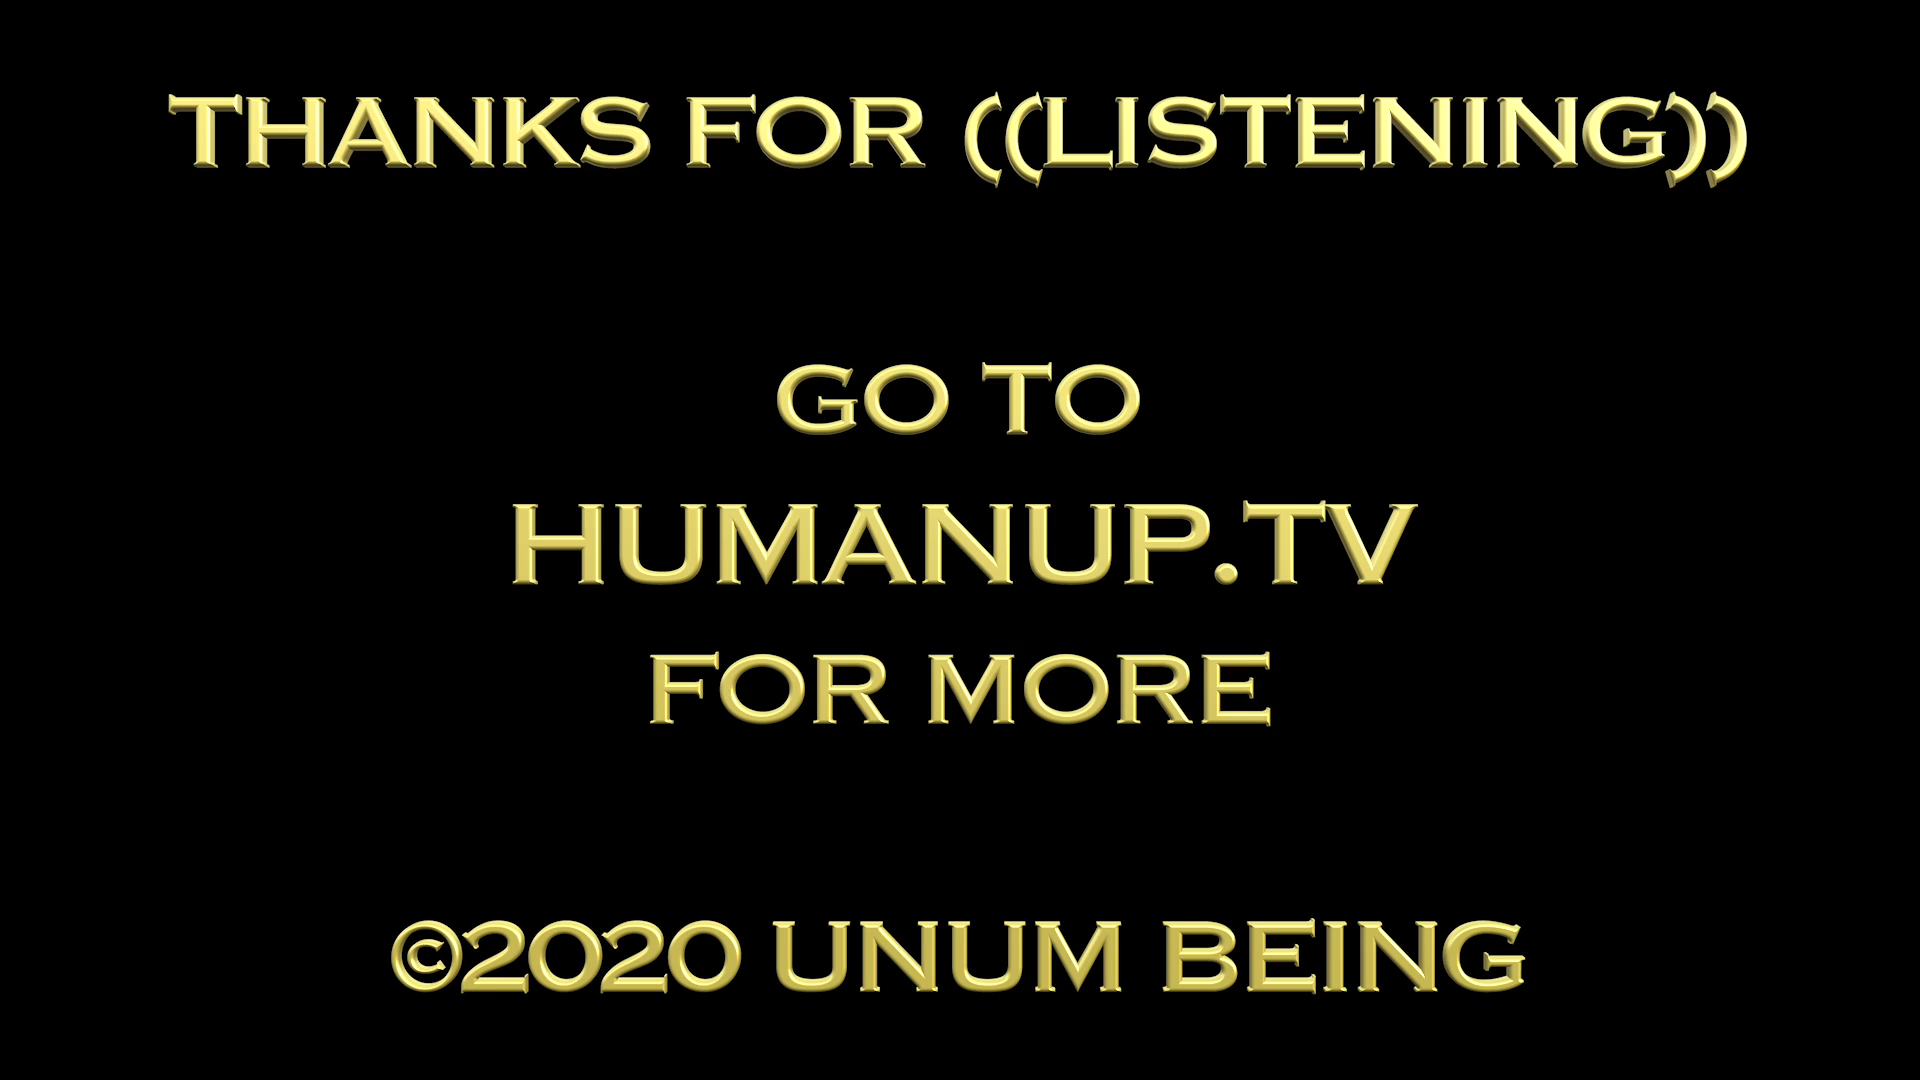 THANKS FOR ((LISTENING))
GO TO
HUMANUP.TV
FOR MORE
©2020 UNUM BEING